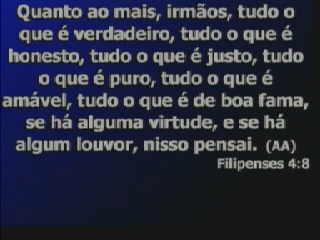 Quanto ao mais, irmãos, tudo o
que é verdadeiro, tudo o que é
honesto, tudo o que é justo, tudo
o que é puro, tudo o que é
amável, tudo o que é de boa fama,
se há alguma virtude, e se há
algum louvor, nisso pensai. (AA)
Filipenses 4:8